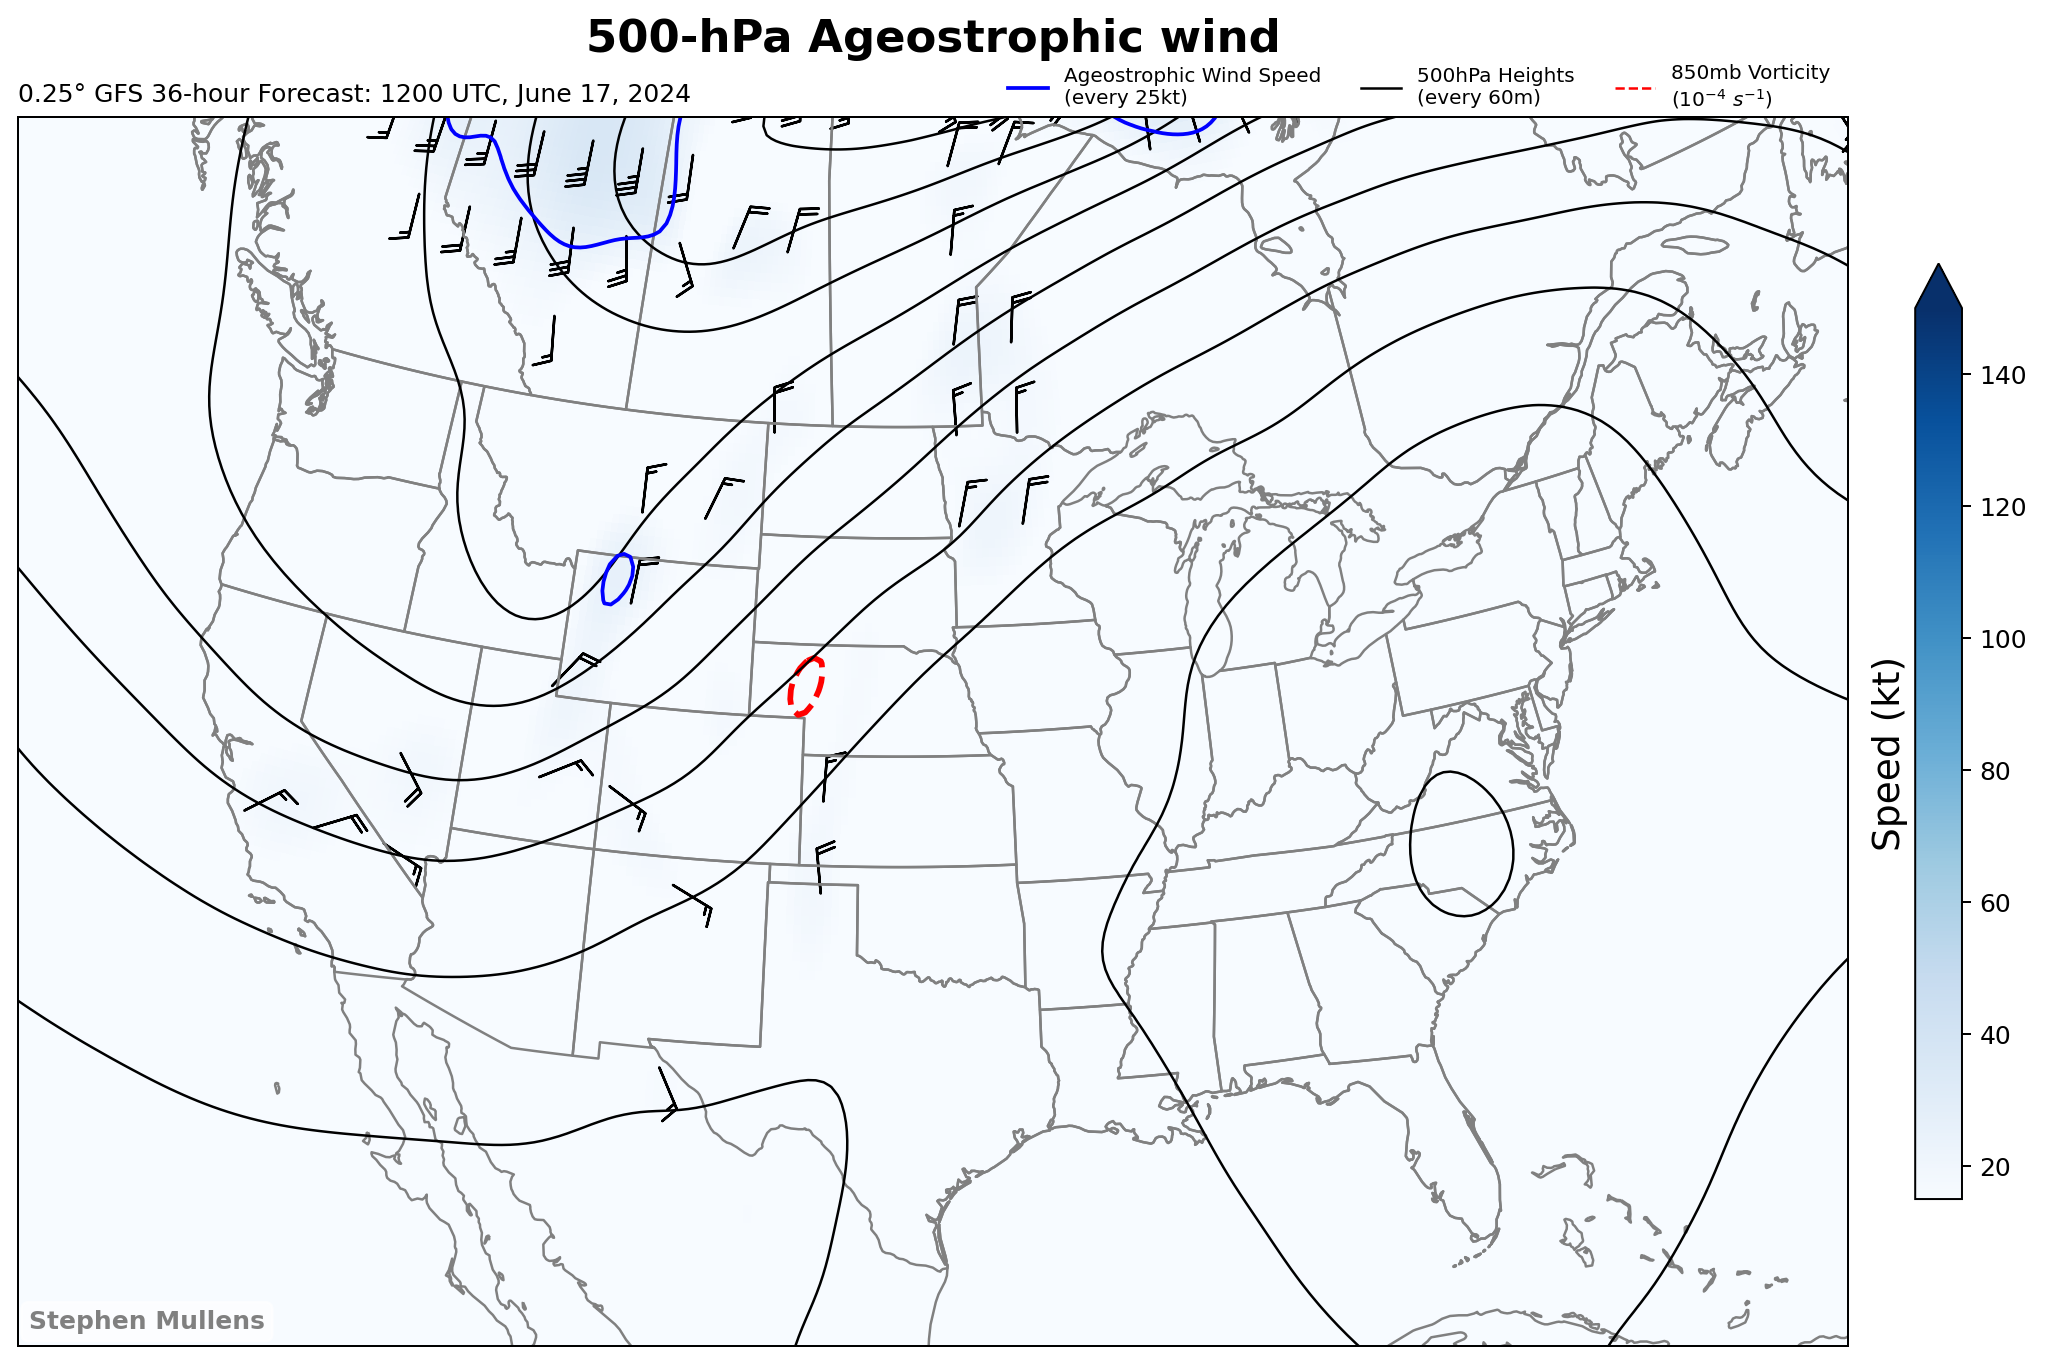 500-hPa Ageostrophic wind
0.25° GFS 36-hour Forecast: 1200 UTC, June 17, 2024
Ageostrophic Wind Speed
(every 25kt)
500hPa Heights
(every 60m)
850mb Vorticity
(10⁻⁴ s⁻¹)
140
120
100
80
60
40
20
Speed (kt)
Stephen Mullens